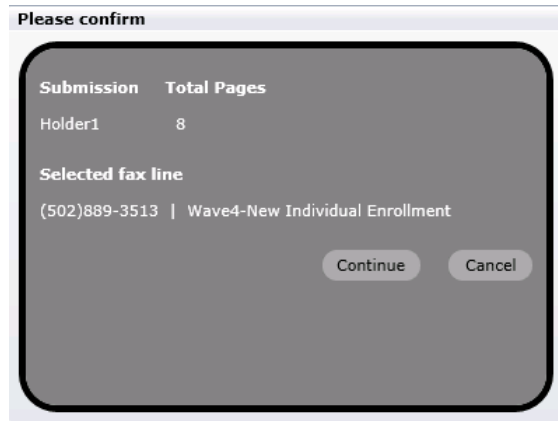 Please confirm
Submission Total Pages
Holder1 8
Selected fax line
(502)889-3513 | Wave4-New Individual Enrollment
Continue Cancel